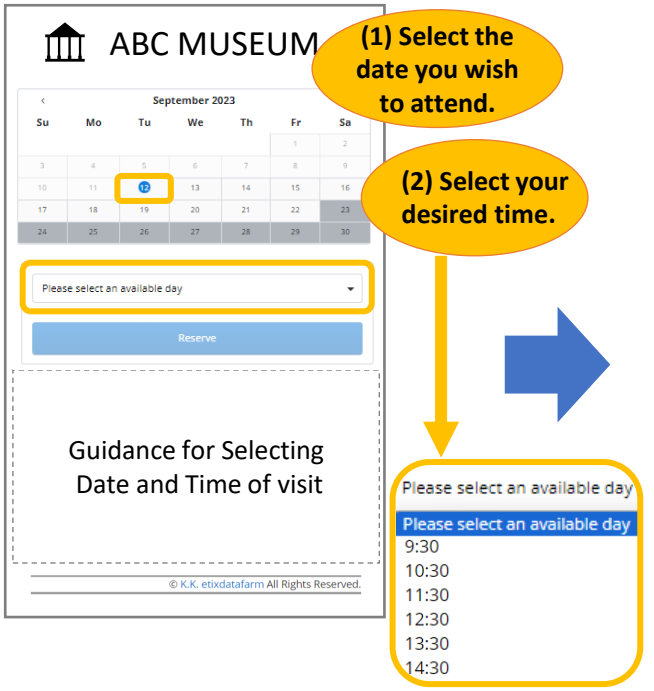 ABC MUSEUM
(1) Select the
date you wish
to attend.
September 2023
Su Mo Tu We Th Fr Sa
1 2
3 4 5 6 7 8 9
10 11 12 13 14 15 16
17 18 19 20 21 22 23
24 25 26 27 28 29 30
(2) Select your
desired time.
Please select an available day
Reserve
Guidance for Selecting
Date and Time of visit
© K.K. etixdatafarm All Rights Reserved.
Please select an available day
Please select an available day
9:30
10:30
11:30
12:30
13:30
14:30